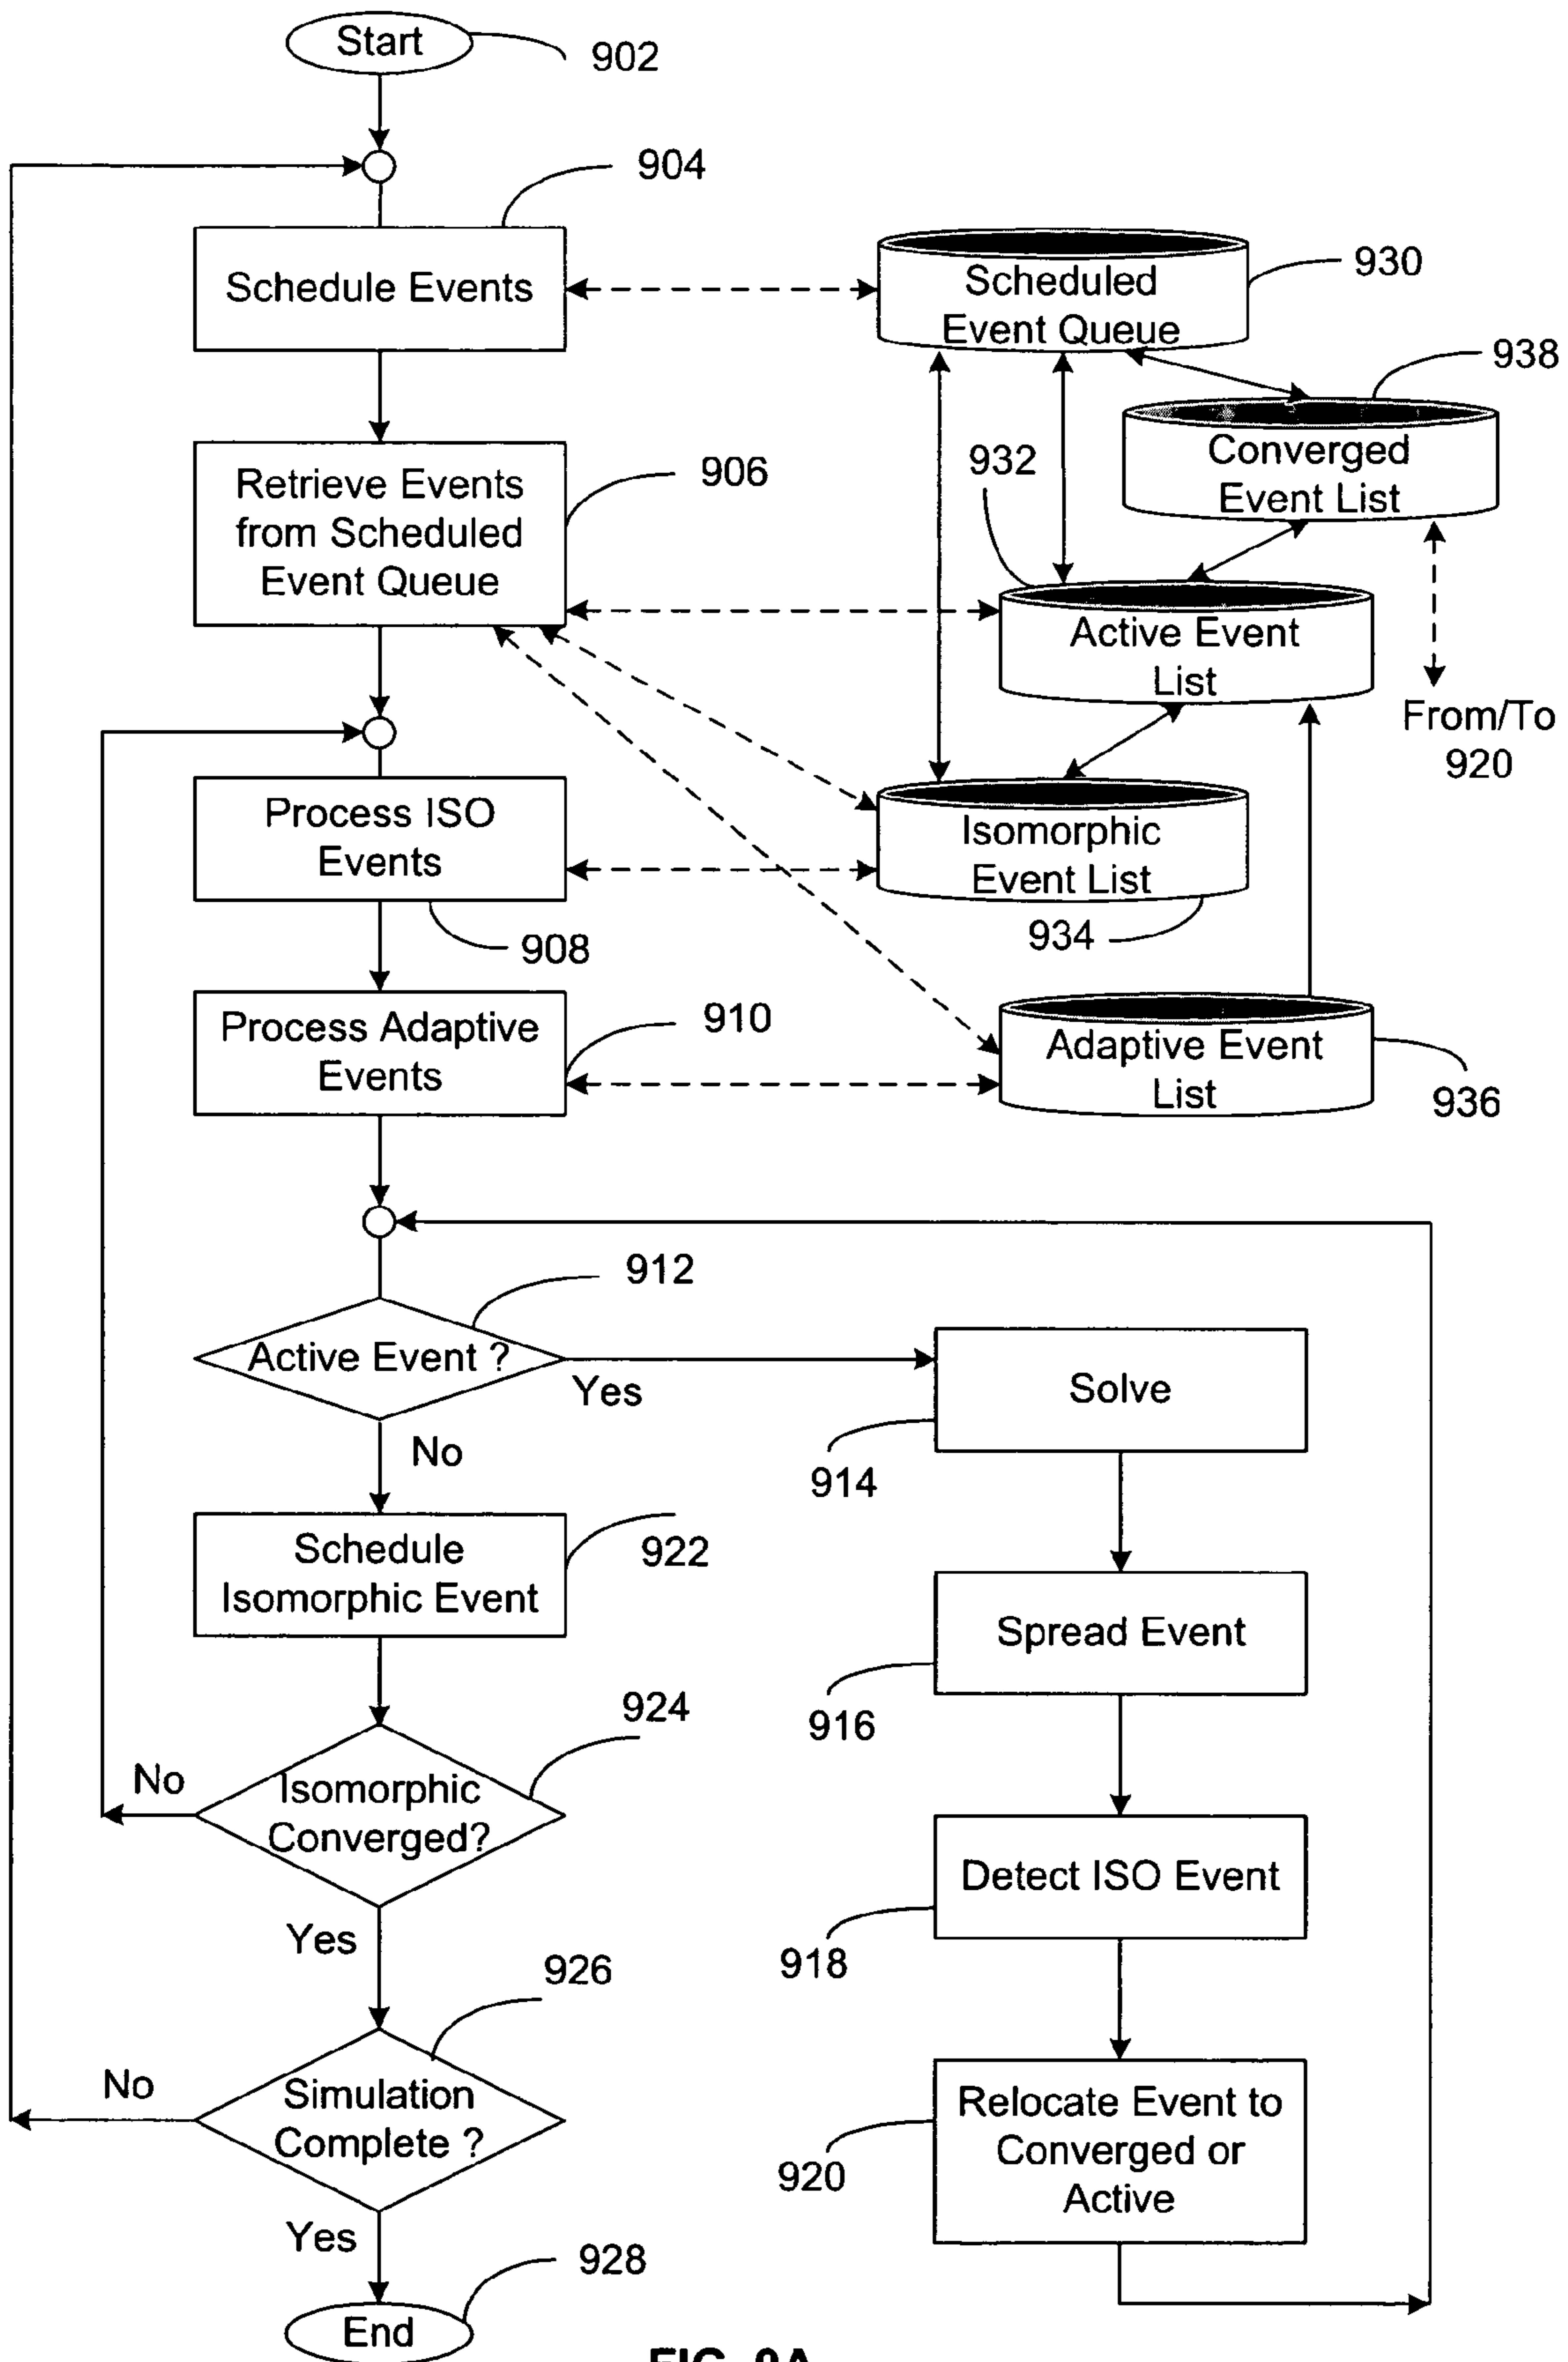 Start
902
904
Schedule Events
Scheduled
Event Queue
930
938
Retrieve Events
from Scheduled
Event Queue
906
932
Converged
Event List
Active Event
List
From/To
920
Process ISO
Events
908
Isomorphic
Event List
934
Process Adaptive
Events
910
Adaptive Event
List
936
912
Active Event ?
Yes
No
Solve
914
Schedule
Isomorphic Event
922
Spread Event
916
924
Isomorphic
Converged?
No
Yes
Detect ISO Event
918
926
Simulation
Complete ?
No
Yes
Relocate Event to
Converged or
Active
920
928
End